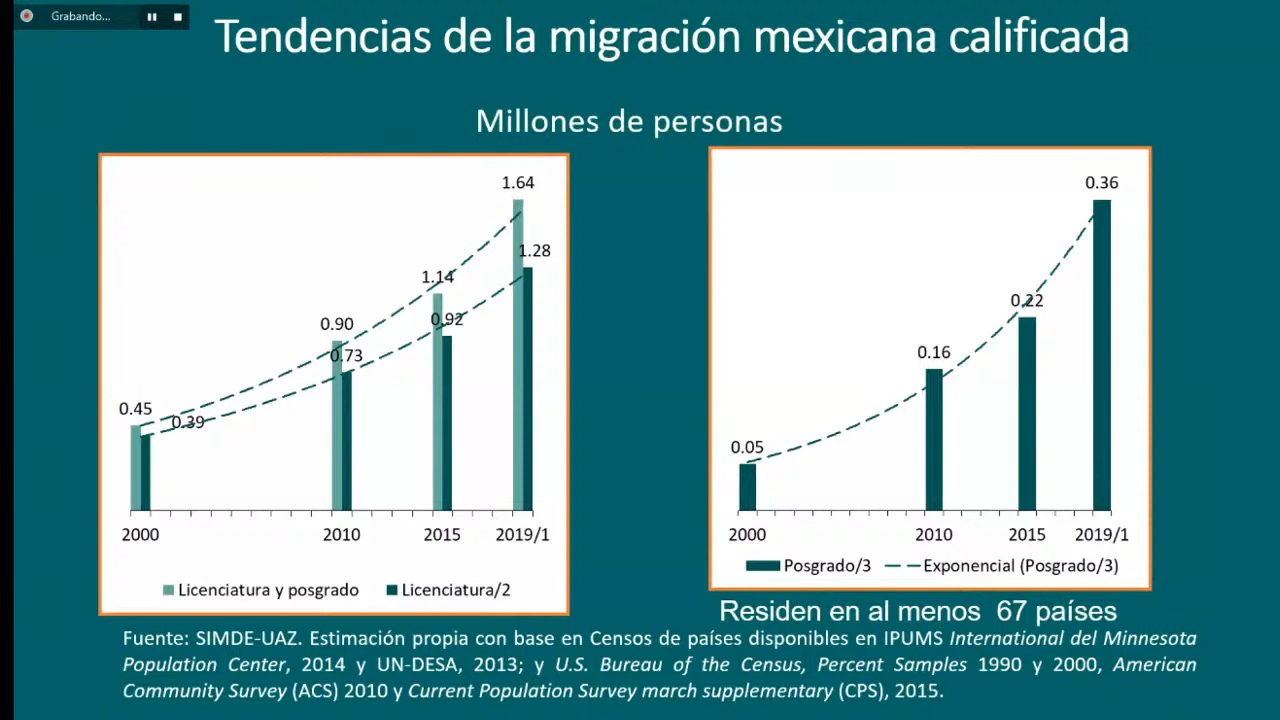 Grabando...
Tendencias de la migración mexicana calificada
Millones de personas
1.64
1.28
1.14
0.92
0.90
0.73
0.45
0.39
2000 2010 2015 2019/1
Licenciatura y posgrado Licenciatura/2
0.36
0.22
0.16
0.05
2000 2010 2015 2019/1
Posgrado/3 Exponencial (Posgrado/3)
Residen en al menos 67 países
Fuente: SIMDE-UAZ. Estimación propia con base en Censos de países disponibles en IPUMS International del Minnesota
Population Center, 2014 y UN-DESA, 2013; y U.S. Bureau of the Census, Percent Samples 1990 y 2000, American
Community Survey (ACS) 2010 y Current Population Survey march supplementary (CPS), 2015.